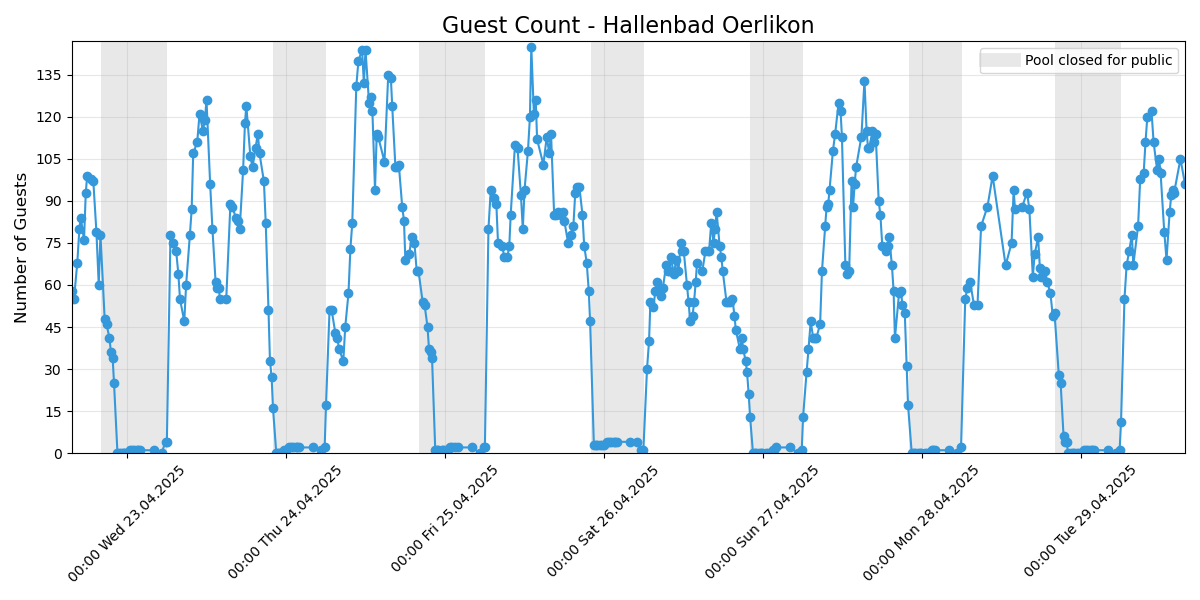 Guest Count - Hallenbad Oerlikon
Pool closed for public
Number of Guests
135
120
105
90
75
60
45
30
15
0
00:00 Wed 23.04.2025
00:00 Thu 24.04.2025
00:00 Fri 25.04.2025
00:00 Sat 26.04.2025
00:00 Sun 27.04.2025
00:00 Mon 28.04.2025
00:00 Tue 29.04.2025